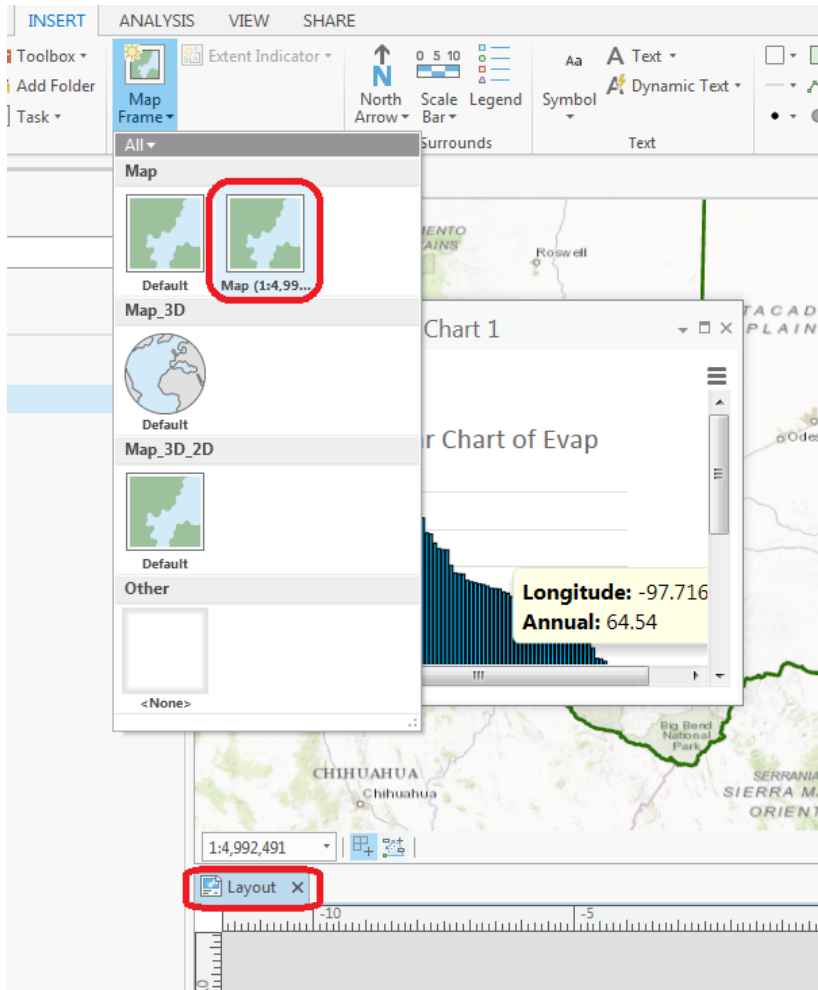 INSERT ANALYSIS VIEW SHARE
Toolbox
Add Folder
Task
Map
Frame
Extent Indicator
North
Arrow
0 5 10
Scale
Bar
Legend
Surrounds
Aa
Symbol
A Text
Dynamic Text
Text
All
Map
Default Map (1:4,99...
Map_3D
Default
Map_3D_2D
Default
Other
<None>
Roswell
Chart 1
r Chart of Evap
Longitude: -97.716
Annual: 64.54
Big Bend
National
Park
CHIHUAHUA
Chihuahua
SERRANIA
SIERRA MA
ORIENT
1:4,992,491
Layout
-10 -5